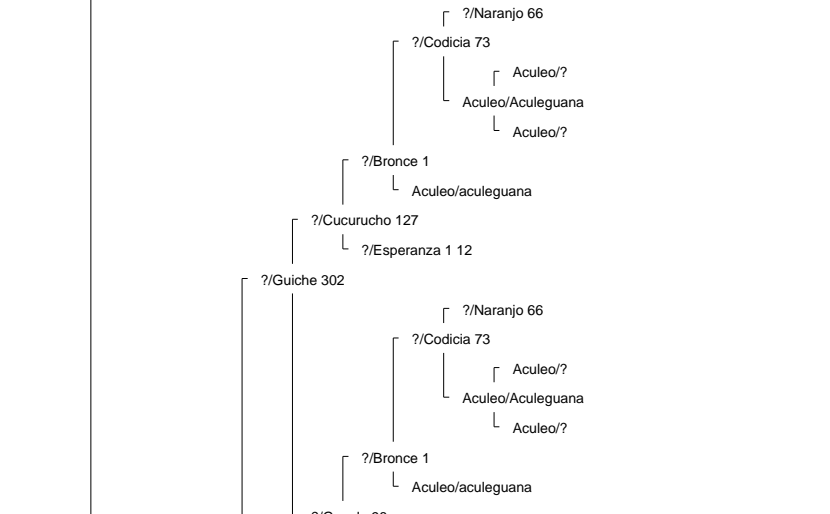 ?/Naranjo 66
?/Codicia 73
Aculeo/?
Aculeo/Aculeguana
Aculeo/?
?/Bronce 1
Aculeo/aculeguana
?/Cucurucho 127
?/Esperanza 1 12
?/Guiche 302
?/Naranjo 66
?/Codicia 73
Aculeo/?
Aculeo/Aculeguana
Aculeo/?
?/Bronce 1
Aculeo/aculeguana